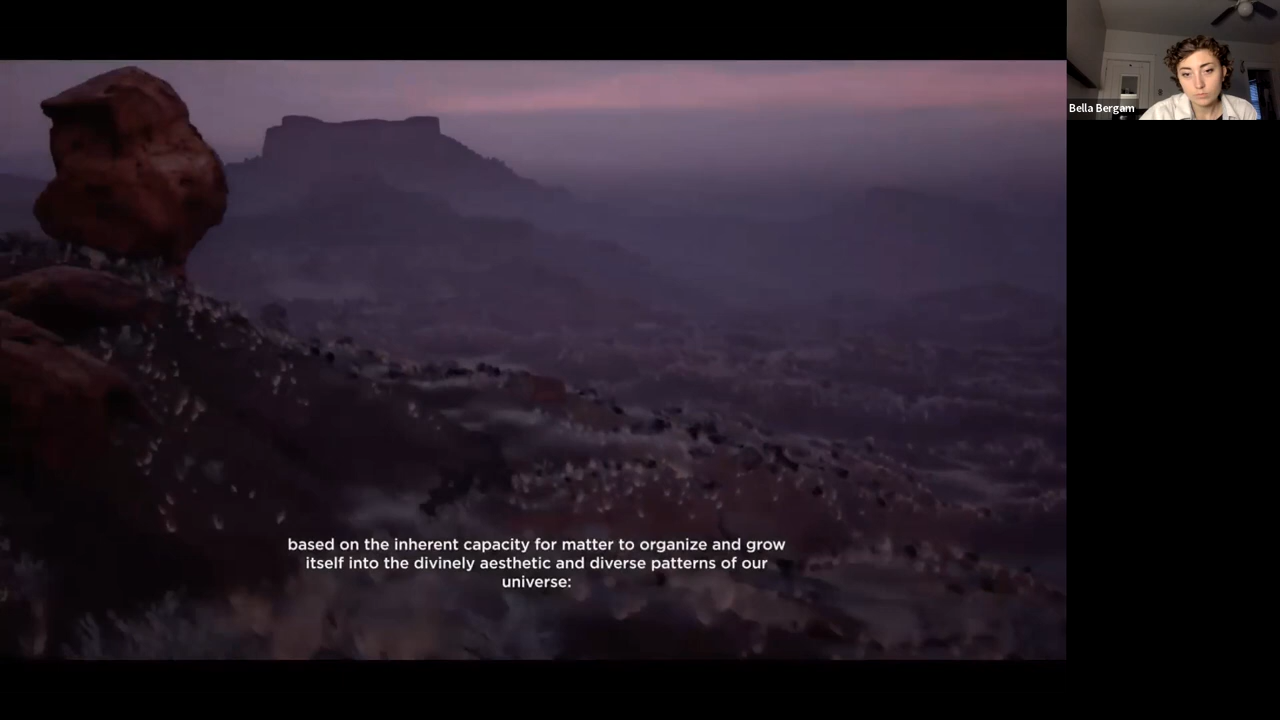 Bella Bergam
based on the inherent capacity for matter to organize and grow
itself into the divinely aesthetic and diverse patterns of our
universe: